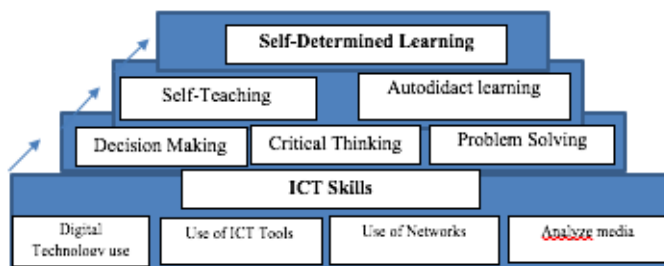 Self-Determined Learning
Self-Teaching
Autodidact learning
Decision Making
Critical Thinking
Problem Solving
ICT Skills
Digital
Technology use
Use of ICT Tools
Use of Networks
Analyze media